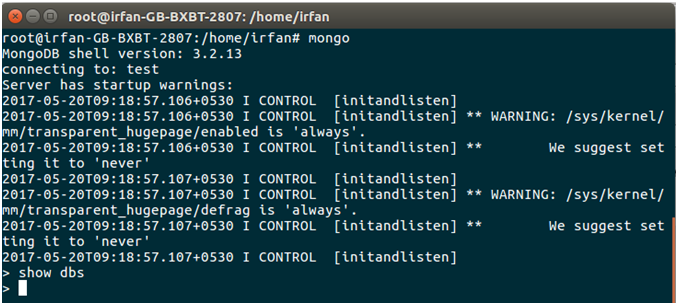 root@irfan-GB-BXBT-2807: /home/irfan
root@irfan-GB-BXBT-2807:/home/irfan# mongo
MongoDB shell version: 3.2.13
connecting to: test
Server has startup warnings:
2017-05-20T09:18:57.106+0530 I CONTROL  [initandlisten]
2017-05-20T09:18:57.106+0530 I CONTROL  [initandlisten] ** WARNING: /sys/kernel/
mm/transparent_hugepage/enabled is 'always'.
2017-05-20T09:18:57.106+0530 I CONTROL  [initandlisten] **        We suggest set
ting it to 'never'
2017-05-20T09:18:57.107+0530 I CONTROL  [initandlisten]
2017-05-20T09:18:57.107+0530 I CONTROL  [initandlisten] ** WARNING: /sys/kernel/
mm/transparent_hugepage/defrag is 'always'.
2017-05-20T09:18:57.107+0530 I CONTROL  [initandlisten] **        We suggest set
ting it to 'never'
2017-05-20T09:18:57.107+0530 I CONTROL  [initandlisten]
> show dbs
>